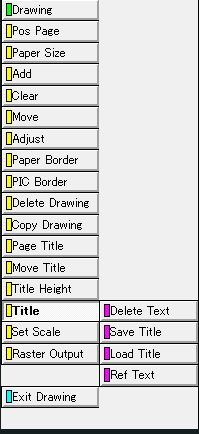 Drawing
Pos Page
Paper Size
Add
Clear
Move
Adjust
Paper Border
PIC Border
Delete Drawing
Copy Drawing
Page Title
Move Title
Title Height
Title
Delete Text
Set Scale
Save Title
Raster Output
Load Title
Ref Text
Exit Drawing